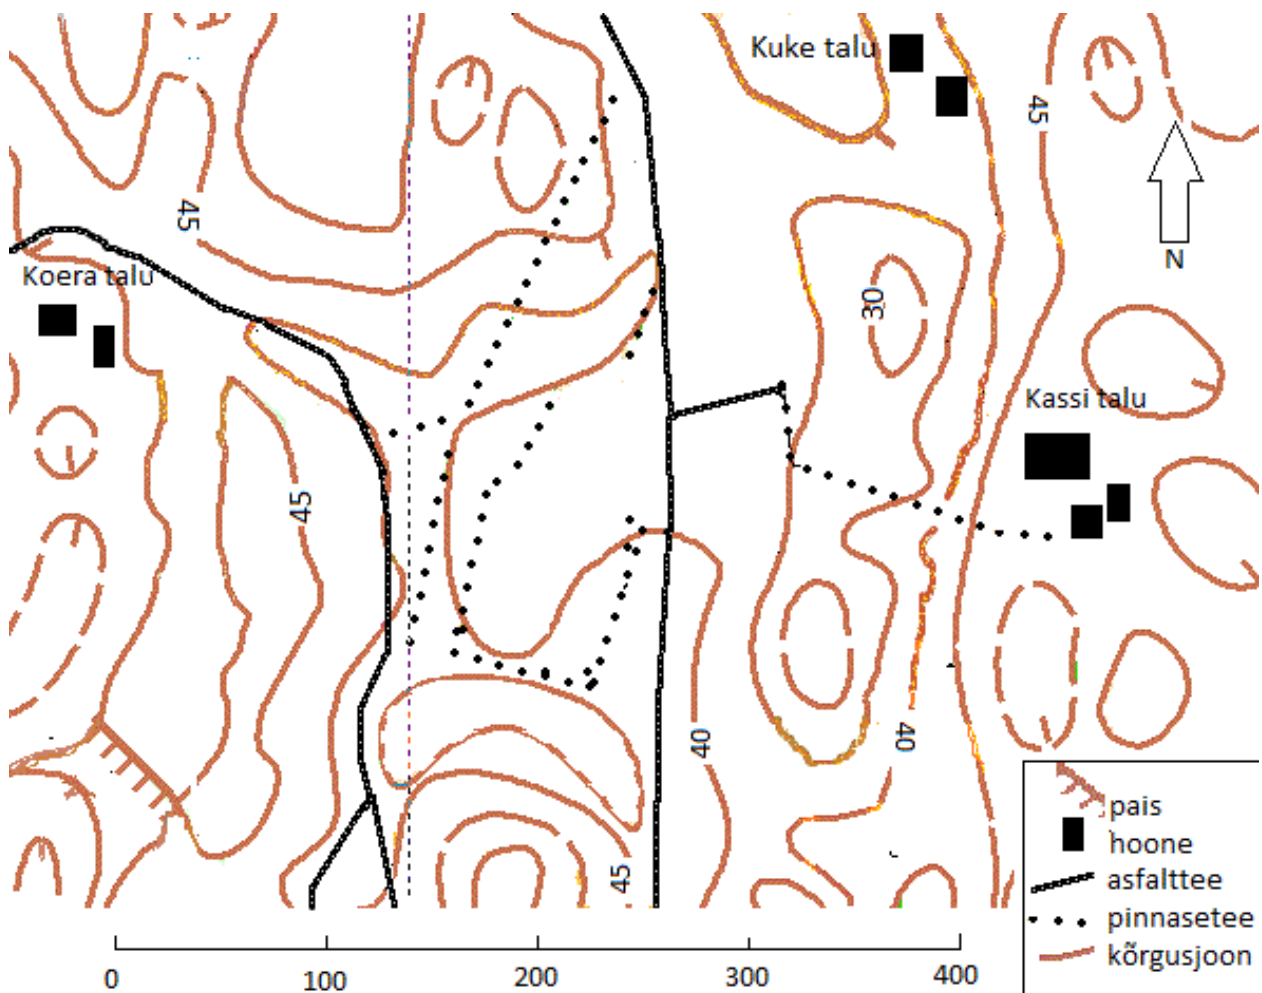 Kuke talu
45
45
N
Koera talu
30
Kassi talu
45
40
40
45
pais
hoone
asfalttee
pinnasetee
kõrgusjoon
0 100 200 300 400